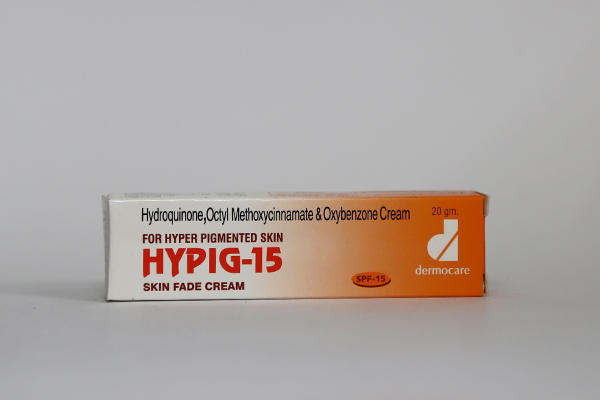 Hydroquinone,Octyl Methoxycinnamate & Oxybenzone Cream
20 gm.
FOR HYPER PIGMENTED SKIN
HYPIG-15
SKIN FADE CREAM
SPF-15
d
dermocare